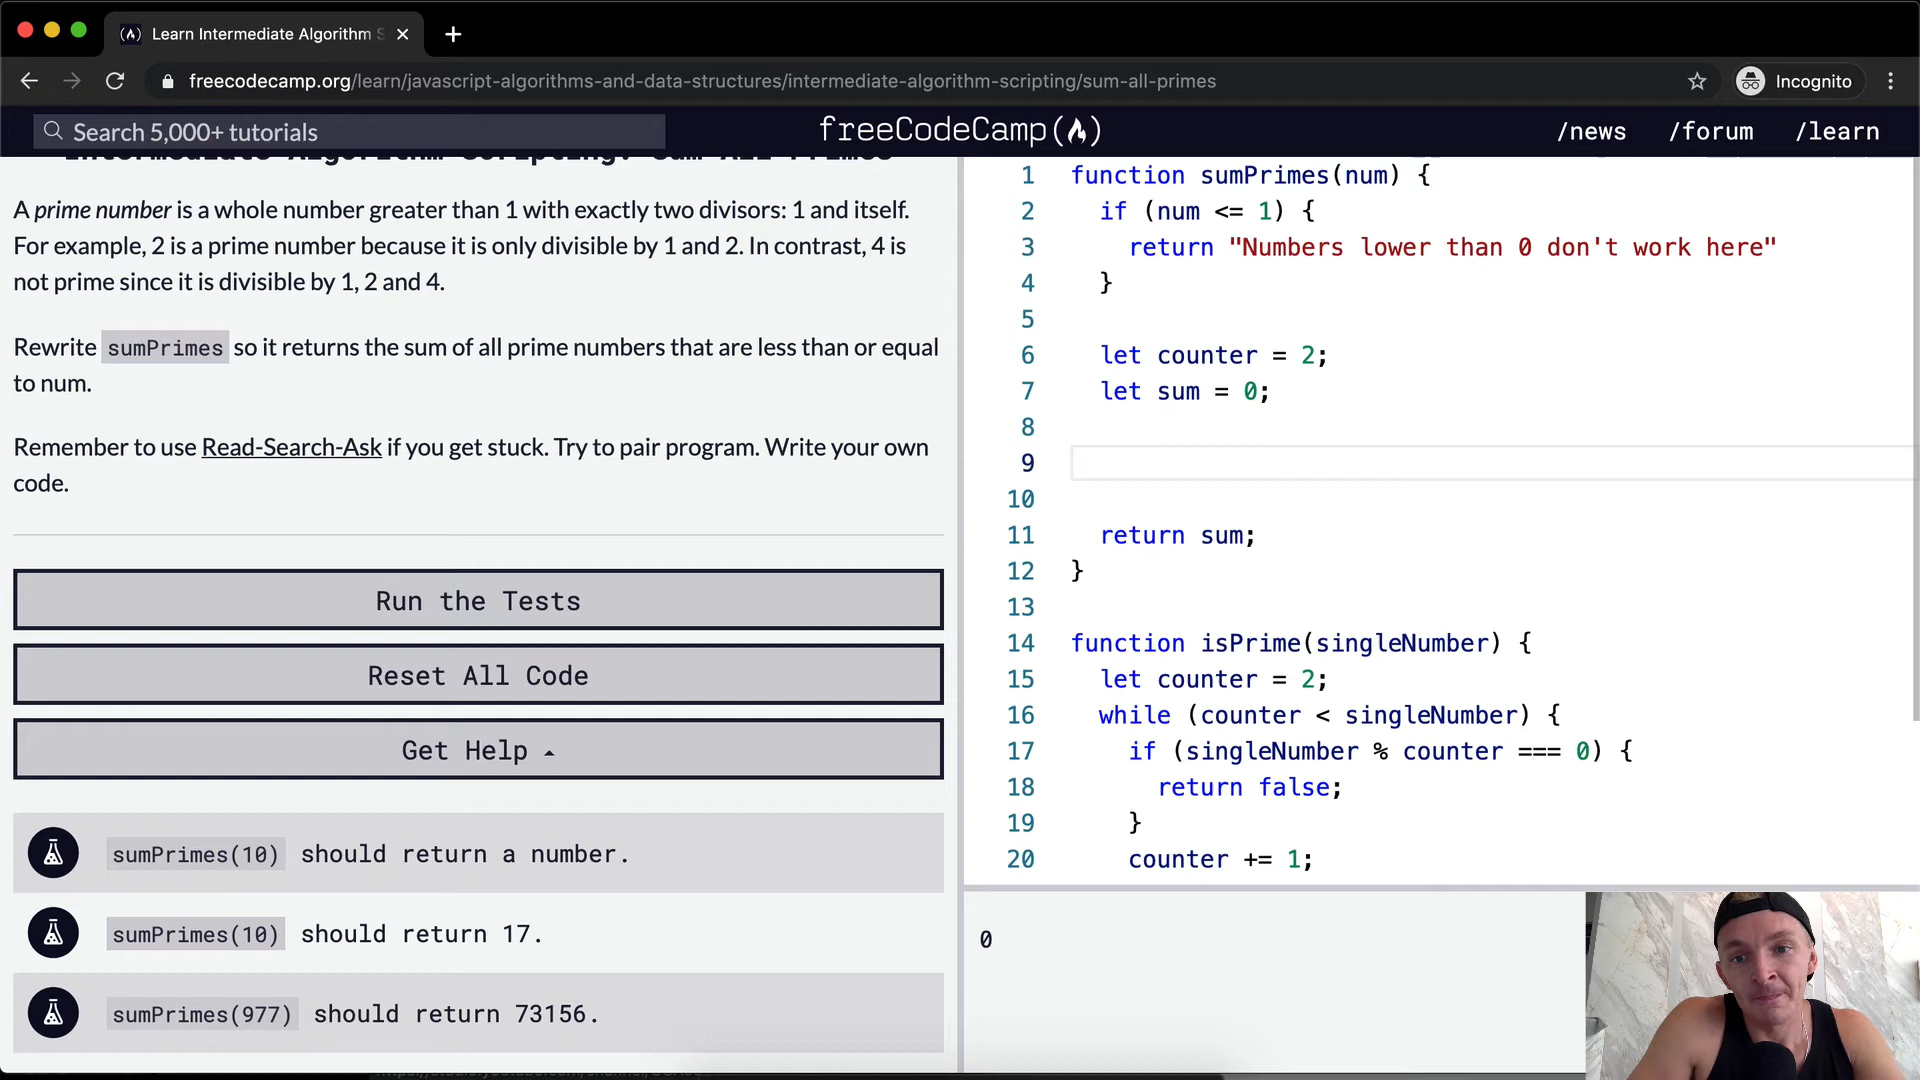 Learn Intermediate Algorithm S
freecodecamp.org/learn/javascript-algorithms-and-data-structures/intermediate-algorithm-scripting/sum-all-primes
Incognito
Search 5,000+ tutorials
freeCodeCamp
/news
/forum
/learn
Intermediate Algorithm Scripting: Sum All Primes
A prime number is a whole number greater than 1 with exactly two divisors: 1 and itself.
For example, 2 is a prime number because it is only divisible by 1 and 2. In contrast, 4 is
not prime since it is divisible by 1, 2 and 4.
Rewrite sumPrimes so it returns the sum of all prime numbers that are less than or equal
to num.
Remember to use Read-Search-Ask if you get stuck. Try to pair program. Write your own
code.
Run the Tests
Reset All Code
Get Help
sumPrimes(10) should return a number.
sumPrimes(10) should return 17.
sumPrimes(977) should return 73156.
1 function sumPrimes(num) {
2 if (num <= 1) {
3 return "Numbers lower than 0 don't work here"
4 }
5
6 let counter = 2;
7 let sum = 0;
8
9
10
11 return sum;
12 }
13
14 function isPrime(singleNumber) {
15 let counter = 2;
16 while (counter < singleNumber) {
17 if (singleNumber % counter === 0) {
18 return false;
19 }
20 counter += 1;
0